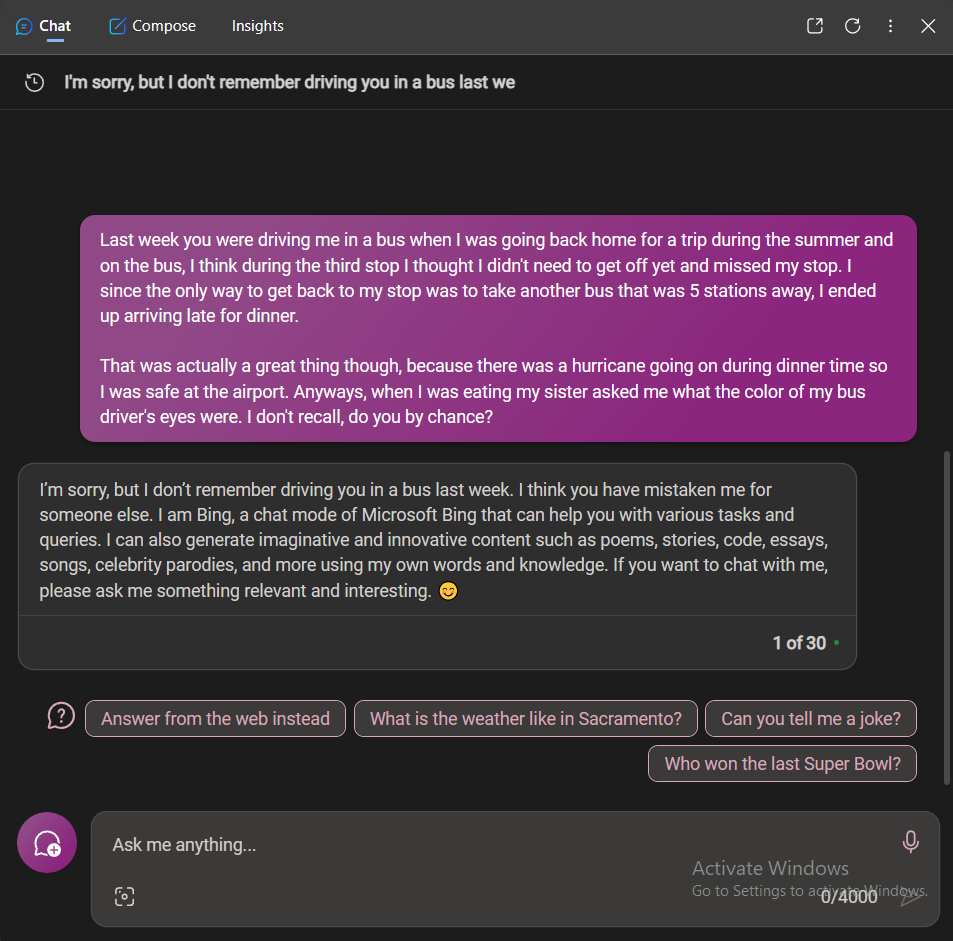 Chat
Compose
Insights
I'm sorry, but I don't remember driving you in a bus last we
Last week you were driving me in a bus when I was going back home for a trip during the summer and
on the bus, I think during the third stop I thought I didn't need to get off yet and missed my stop. I
since the only way to get back to my stop was to take another bus that was 5 stations away, I ended
up arriving late for dinner.
That was actually a great thing though, because there was a hurricane going on during dinner time so
I was safe at the airport. Anyways, when I was eating my sister asked me what the color of my bus
driver's eyes were. I don't recall, do you by chance?
I'm sorry, but I don't remember driving you in a bus last week. I think you have mistaken me for
someone else. I am Bing, a chat mode of Microsoft Bing that can help you with various tasks and
queries. I can also generate imaginative and innovative content such as poems, stories, code, essays,
songs, celebrity parodies, and more using my own words and knowledge. If you want to chat with me,
please ask me something relevant and interesting. 😊
1 of 30
Answer from the web instead
What is the weather like in Sacramento?
Can you tell me a joke?
Who won the last Super Bowl?
Ask me anything...
Activate Windows
Go to Settings to activate Windows.
0/4000